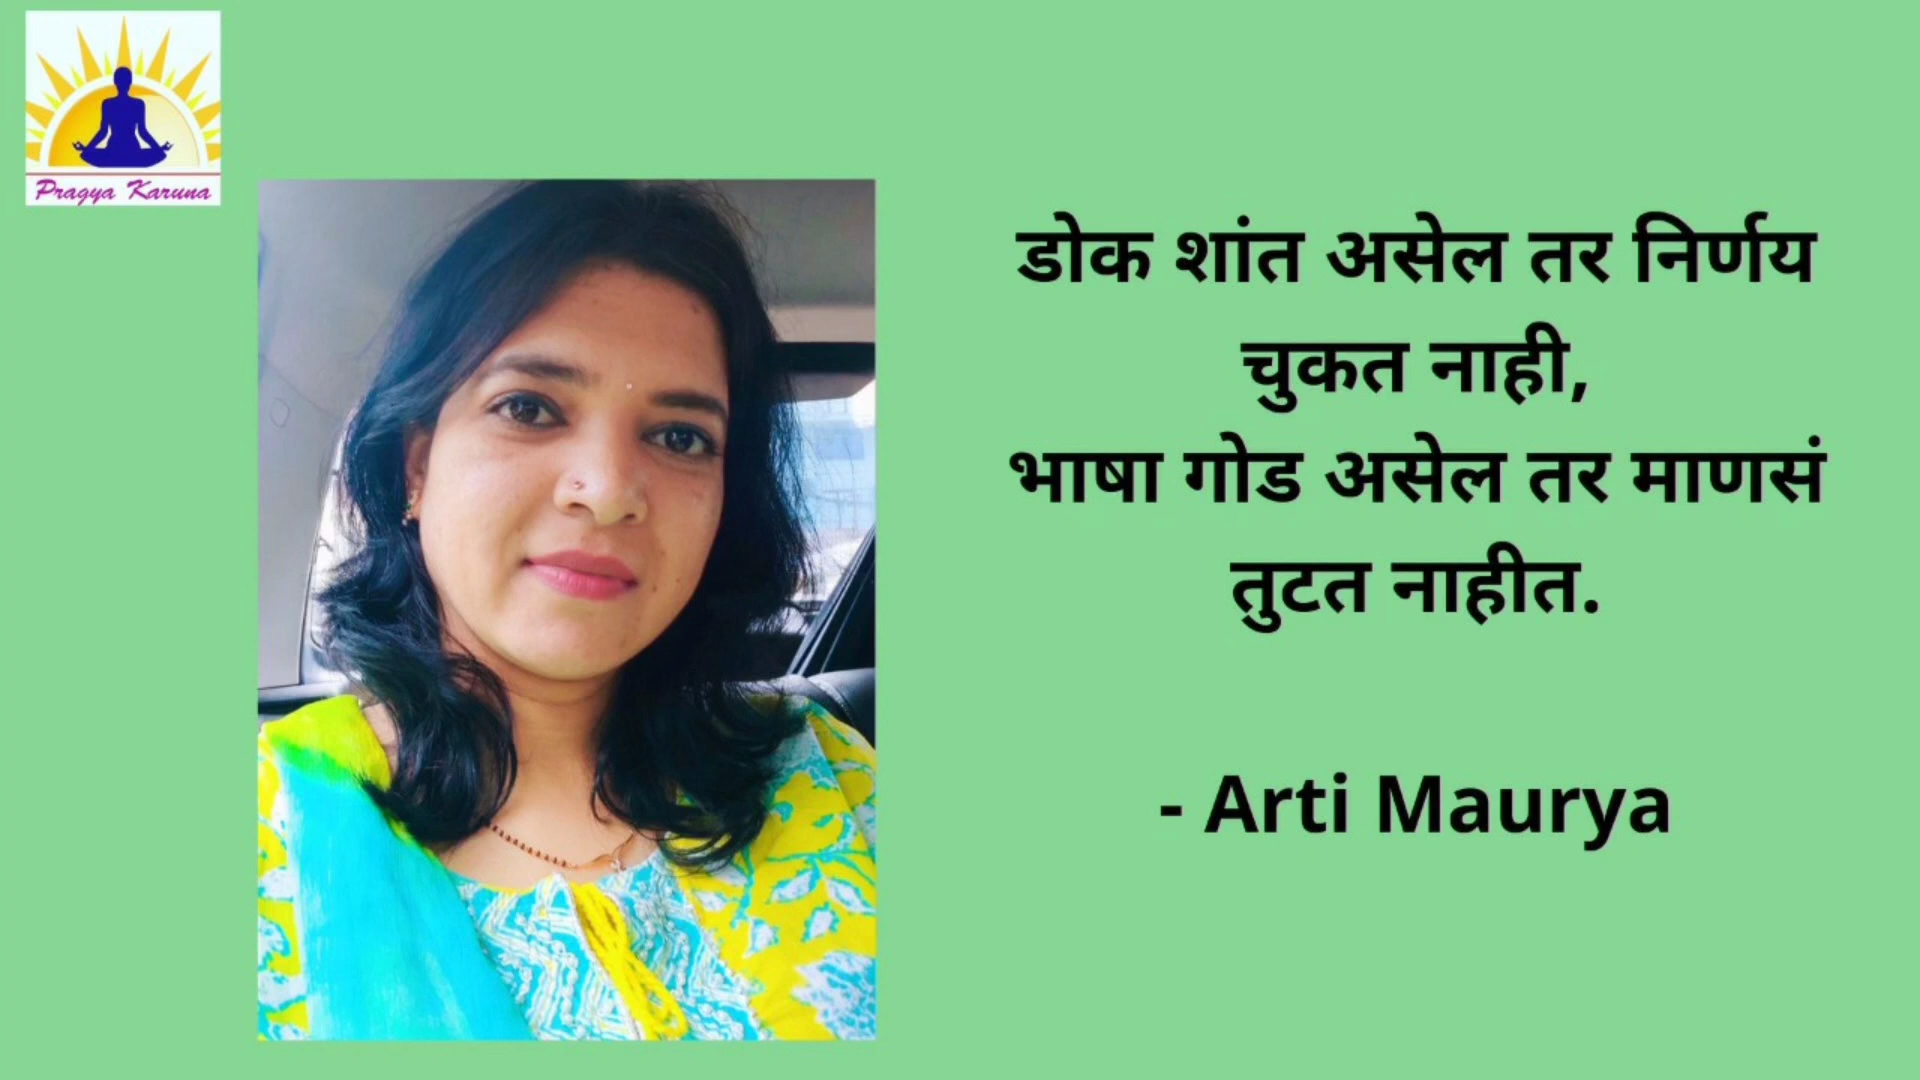 Pragya Karuna
डोक शांत असेल तर निर्णय
चुकत नाही,
भाषा गोड असेल तर माणसं
तुटत नाहीत.
- Arti Maurya